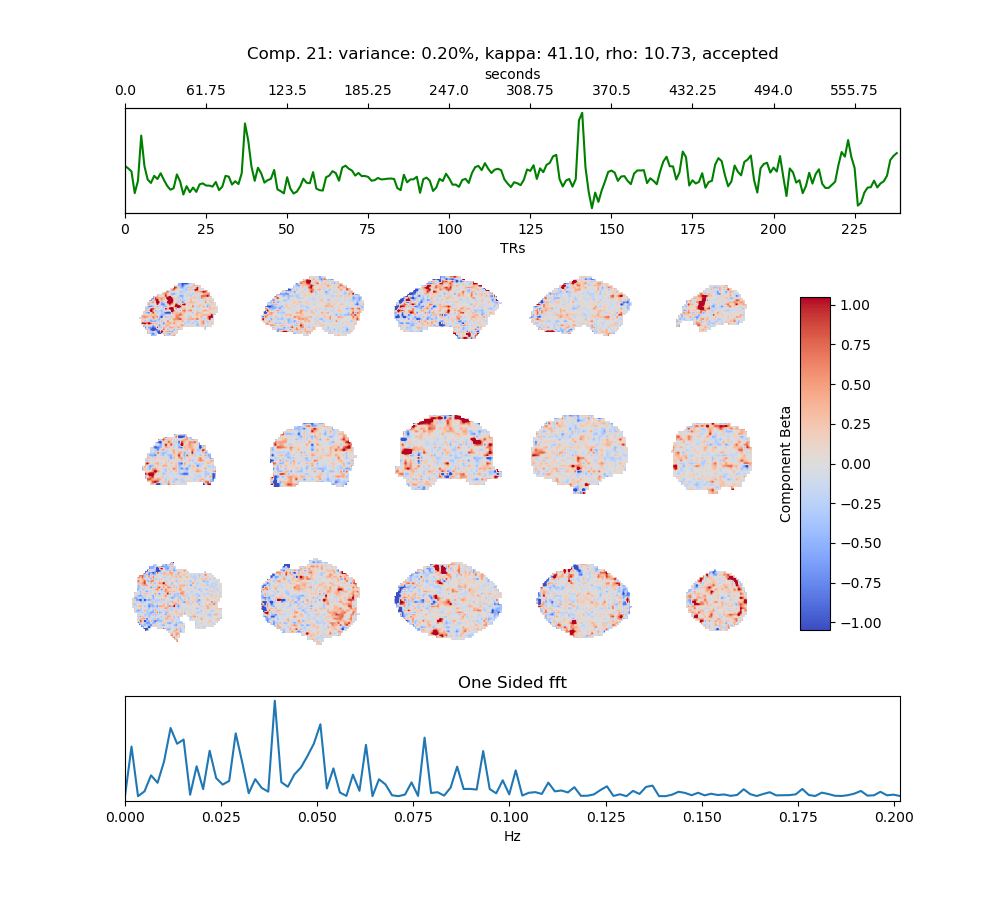 Comp. 21: variance: 0.20%, kappa: 41.10, rho: 10.73, accepted
seconds
0.0 61.75 123.5 185.25 247.0 308.75 370.5 432.25 494.0 555.75
0 25 50 75 100 125 150 175 200 225
TRs
1.00
0.75
0.50
0.25
0.00
−0.25
−0.50
−0.75
−1.00
Component Beta
One Sided fft
0.000 0.025 0.050 0.075 0.100 0.125 0.150 0.175 0.200
Hz